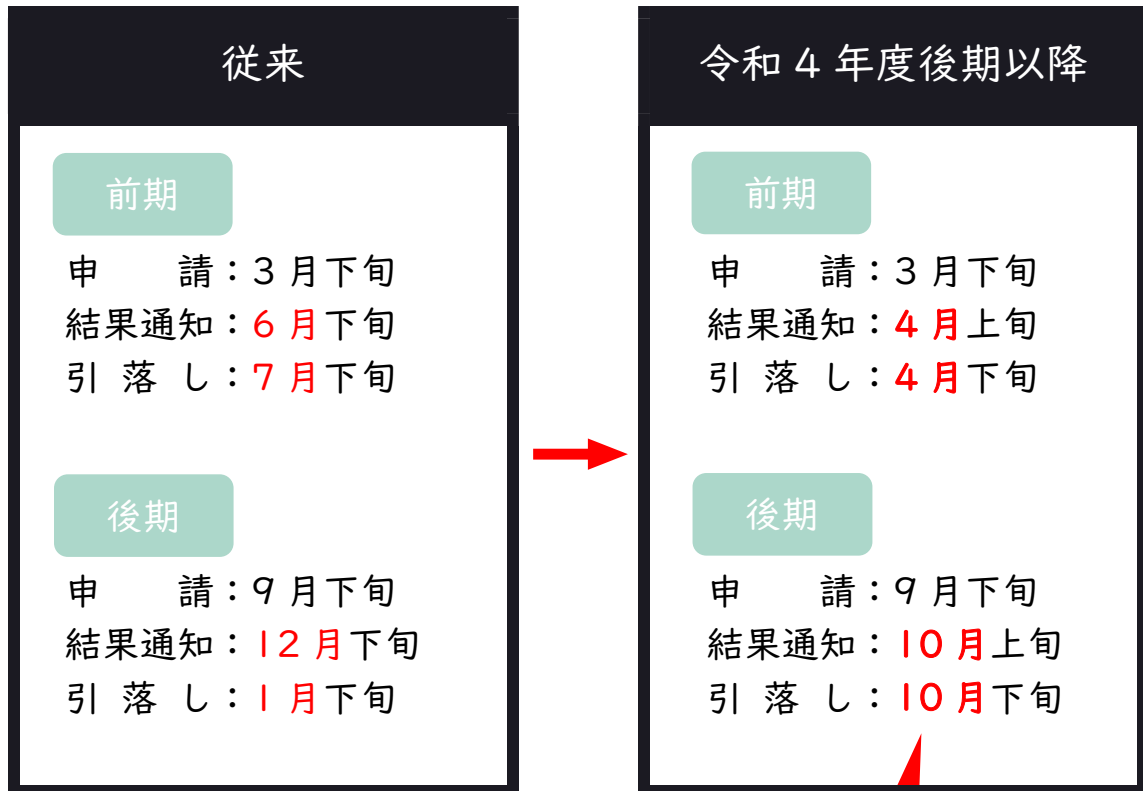 従来
前期
申　　請：3月下旬
結果通知：6月下旬
引 落 し：7月下旬
後期
申　　請：9月下旬
結果通知：12月下旬
引 落 し：1月下旬
令和4年度後期以降
前期
申　　請：3月下旬
結果通知：4月上旬
引 落 し：4月下旬
後期
申　　請：9月下旬
結果通知：10月上旬
引 落 し：10月下旬